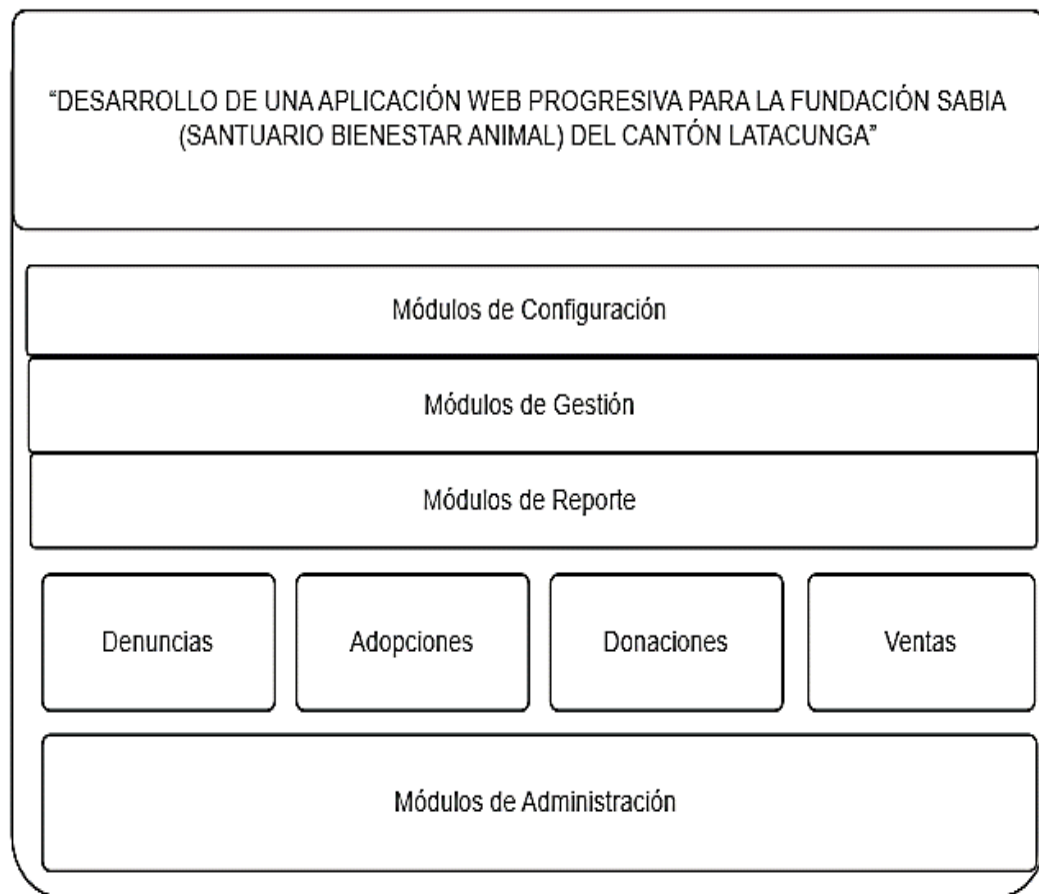 “DESARROLLO DE UNA APLICACIÓN WEB PROGRESIVA PARA LA FUNDACIÓN SABIA
(SANTUARIO BIENESTAR ANIMAL) DEL CANTÓN LATACUNGA”
Módulos de Configuración
Módulos de Gestión
Módulos de Reporte
Denuncias
Adopciones
Donaciones
Ventas
Módulos de Administración